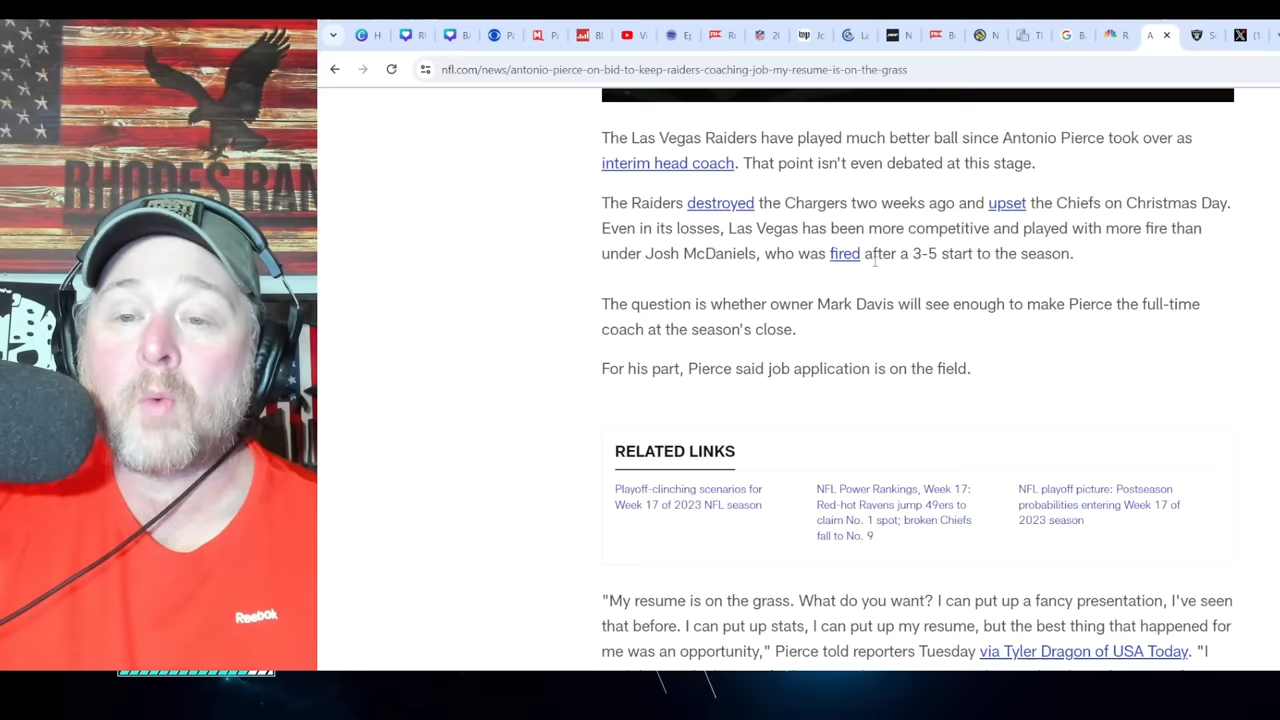 RHODES RAN
H
R
B
P
P
Bl
Vi
Ep
R
20
Jo
La
N
B
N
Tl
B
R
A
S
(1
nfl.com/news/antonio-pierce-on-bid-to-keep-raiders-coaching-job-my-resume-is-on-the-grass
The Las Vegas Raiders have played much better ball since Antonio Pierce took over as
interim head coach. That point isn't even debated at this stage.
The Raiders destroyed the Chargers two weeks ago and upset the Chiefs on Christmas Day.
Even in its losses, Las Vegas has been more competitive and played with more fire than
under Josh McDaniels, who was fired after a 3-5 start to the season.
The question is whether owner Mark Davis will see enough to make Pierce the full-time
coach at the season's close.
For his part, Pierce said job application is on the field.
RELATED LINKS
Playoff-clinching scenarios for
Week 17 of 2023 NFL season
NFL Power Rankings, Week 17:
Red-hot Ravens jump 49ers to
claim No. 1 spot; broken Chiefs
fall to No. 9
NFL playoff picture: Postseason
probabilities entering Week 17 of
2023 season
"My resume is on the grass. What do you want? I can put up a fancy presentation, I've seen
that before. I can put up stats, I can put up my resume, but the best thing that happened for
me was an opportunity," Pierce told reporters Tuesday via Tyler Dragon of USA Today. "I
Reebok